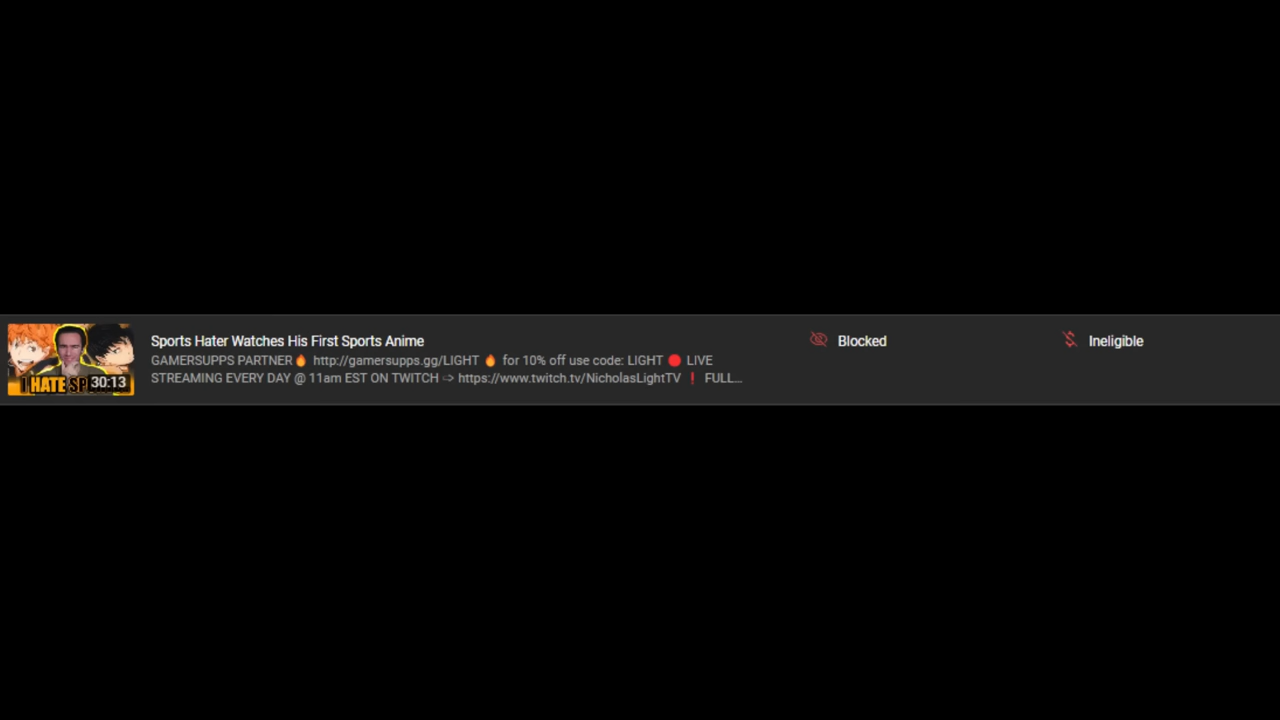 Sports Hater Watches His First Sports Anime
GAMERSUPPS PARTNER🔥 http://gamersupps.gg/LIGHT 🔥 for 10% off use code: LIGHT 🛑 LIVE
STREAMING EVERY DAY @ 11am EST ON TWITCH ➩ https://www.twitch.tv/NicholasLightTV ❗ FULL...
Blocked
Ineligible
I HATE
30:13